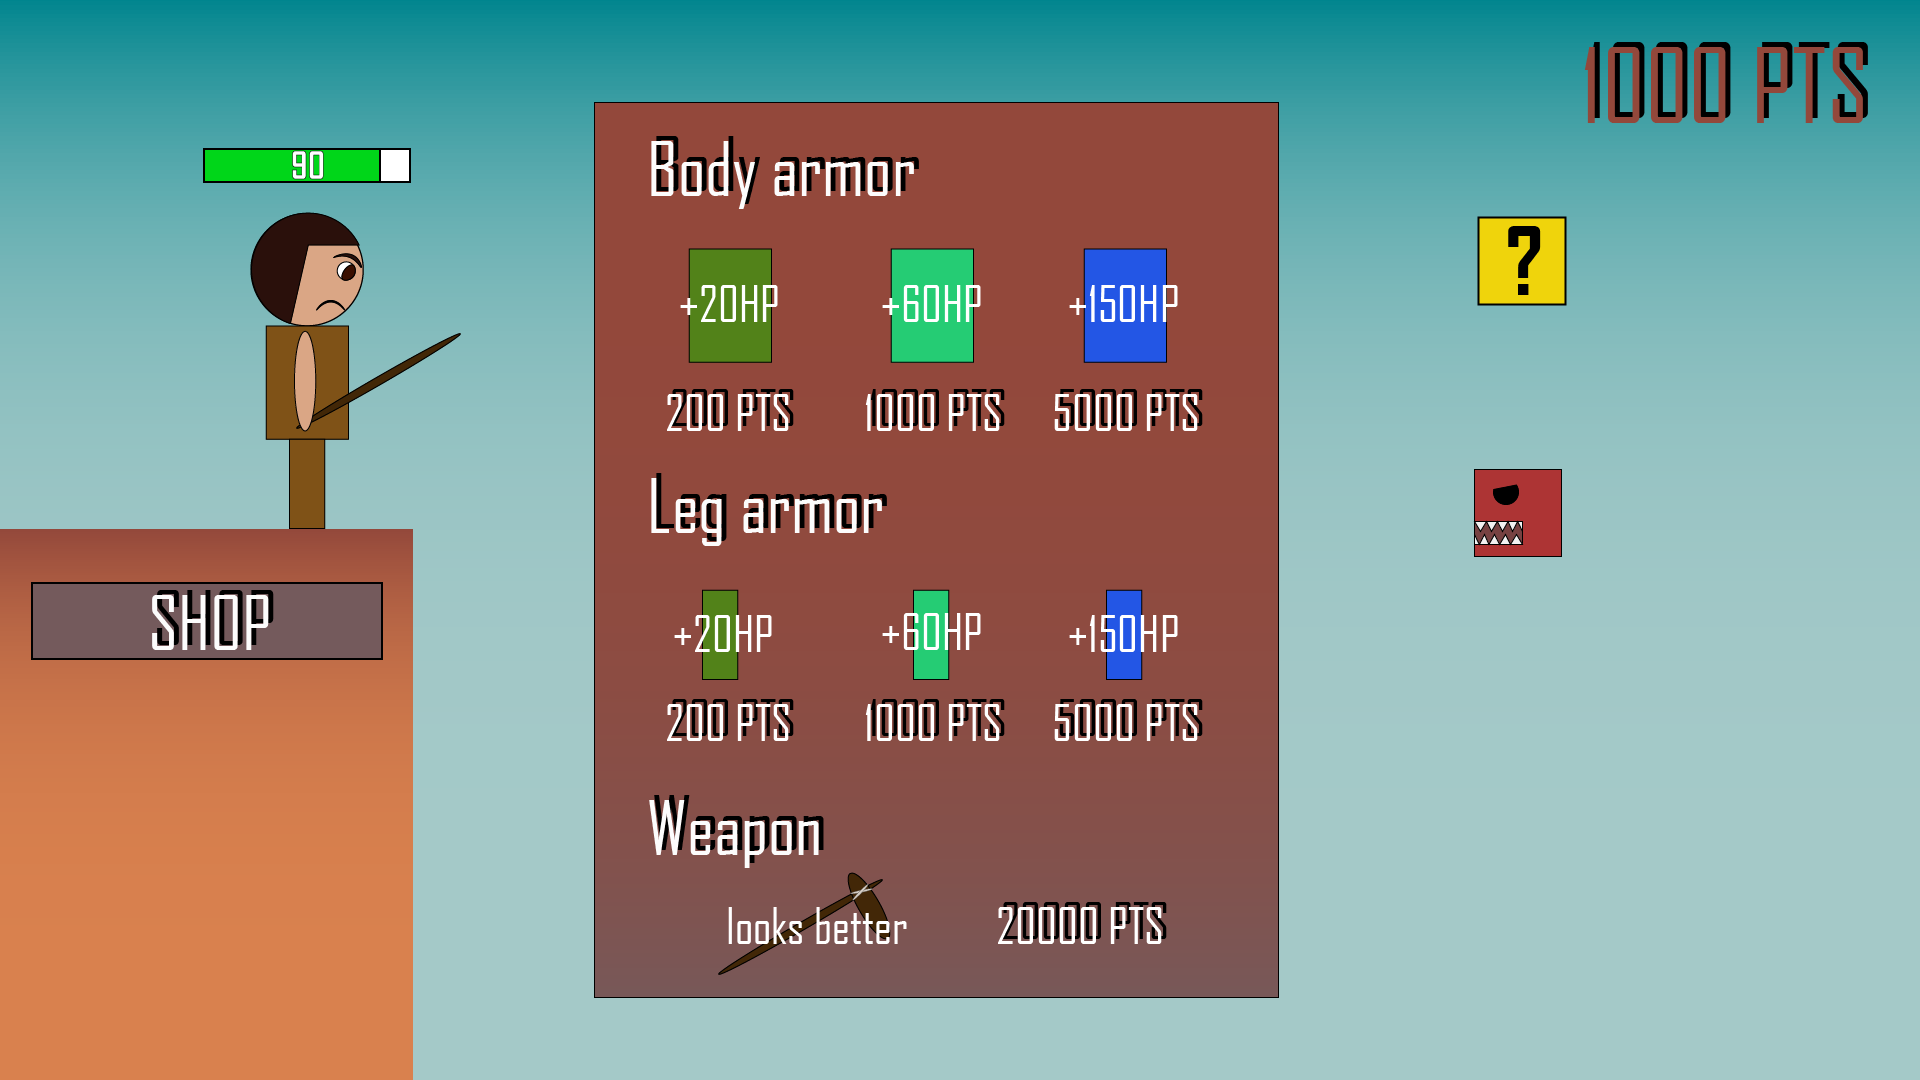 1000 PTS
90
?
SHOP
Body armor
+20HP +60HP +150HP
200 PTS 1000 PTS 5000 PTS
Leg armor
+20HP +60HP +150HP
200 PTS 1000 PTS 5000 PTS
Weapon
looks better 20000 PTS